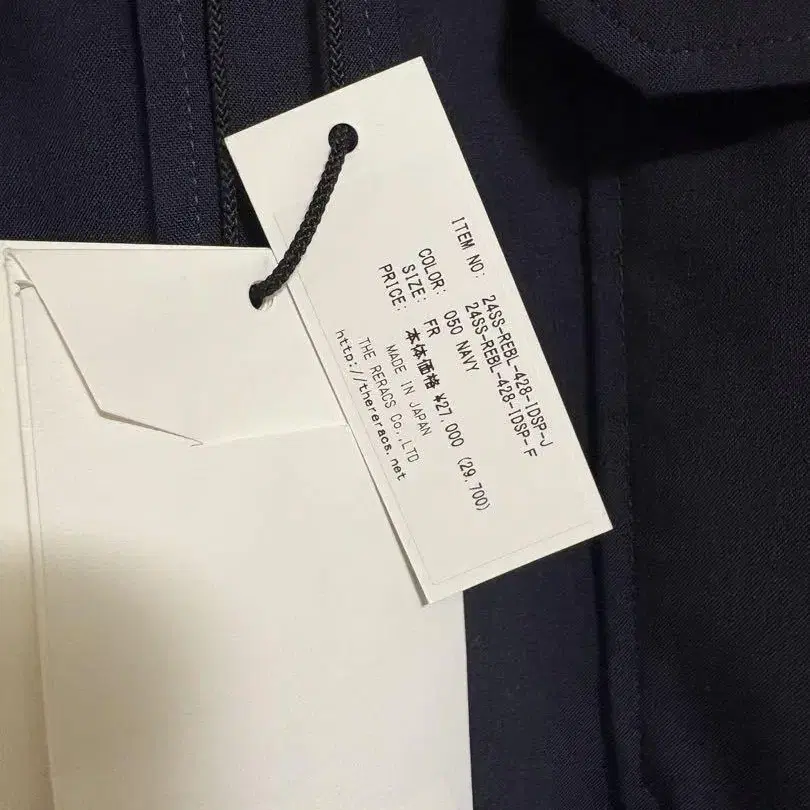 ITEM NO: 24SS-REBL-428-IDSP-J
24SS-REBL-428-IDSP-F
COLOR: 050 NAVY
SIZE: FR
PRICE: 本体価格 ¥27,000 (29,700)
MADE IN JAPAN
THE RERACS Co.,LTD
http://thereracs.net